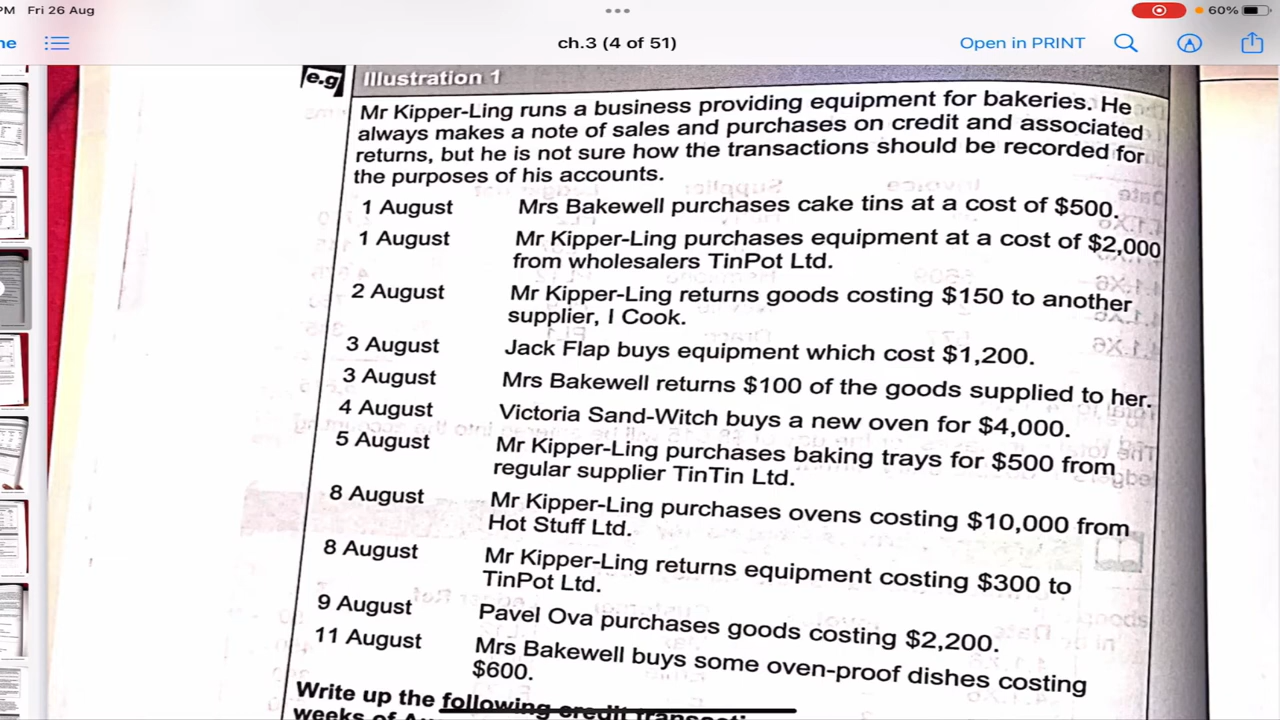 PM Fri 26 Aug
60%
ne
ch.3 (4 of 51)
Open in PRINT
e.g
Illustration 1
Mr Kipper-Ling runs a business providing equipment for bakeries. He
always makes a note of sales and purchases on credit and associated
returns, but he is not sure how the transactions should be recorded for
the purposes of his accounts.
1 August Mrs Bakewell purchases cake tins at a cost of $500.
1 August Mr Kipper-Ling purchases equipment at a cost of $2,000
from wholesalers TinPot Ltd.
2 August Mr Kipper-Ling returns goods costing $150 to another
supplier, I Cook.
3 August Jack Flap buys equipment which cost $1,200.
3 August Mrs Bakewell returns $100 of the goods supplied to her.
4 August Victoria Sand-Witch buys a new oven for $4,000.
5 August Mr Kipper-Ling purchases baking trays for $500 from
regular supplier TinTin Ltd.
8 August Mr Kipper-Ling purchases ovens costing $10,000 from
Hot Stuff Ltd.
8 August Mr Kipper-Ling returns equipment costing $300 to
TinPot Ltd.
9 August Pavel Ova purchases goods costing $2,200.
11 August Mrs Bakewell buys some oven-proof dishes costing
$600.
Write up the following credit
weeks of